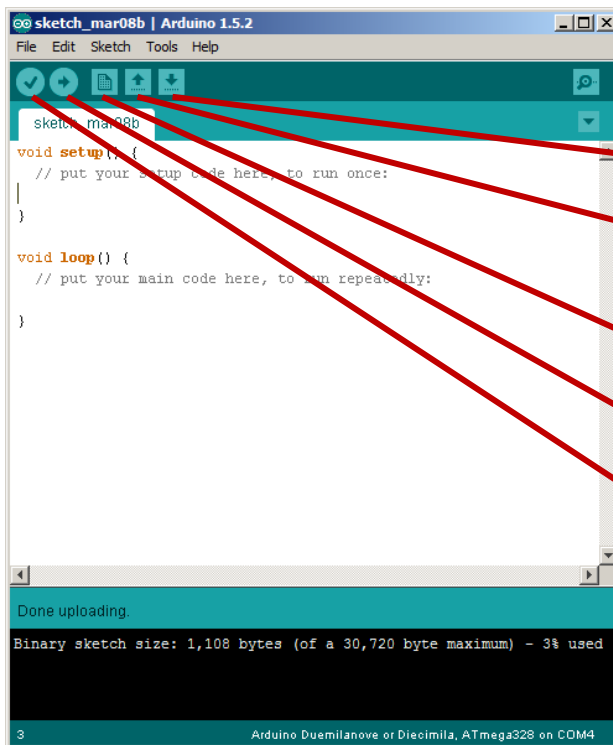 sketch_mar08b | Arduino 1.5.2
File Edit Sketch Tools Help
sketch_mar08b
void setup() {
// put your setup code here, to run once:
}
void loop() {
// put your main code here, to run repeatedly:
}
Done uploading.
Binary sketch size: 1,108 bytes (of a 30,720 byte maximum) - 3% used
3 Arduino Duemilanove or Diecimila, ATmega328 on COM4